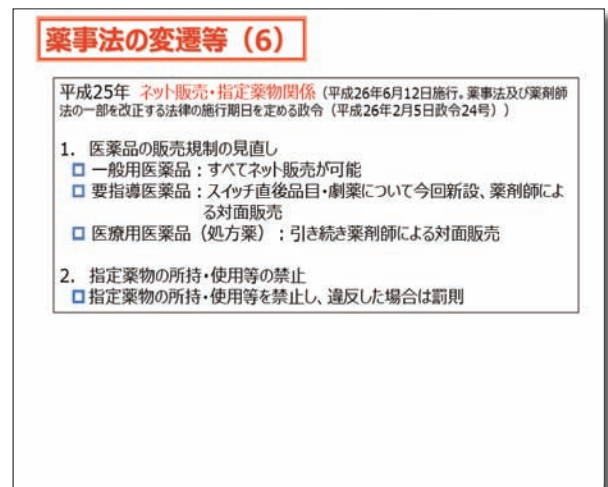 薬事法の変遷等（6）
平成25年 ネット販売・指定薬物関係（平成26年6月12日施行。薬事法及び薬剤師
法の一部を改正する法律の施行期日を定める政令（平成26年2月5日政令24号））
1. 医薬品の販売規制の見直し
□ 一般用医薬品：すべてネット販売が可能
□ 要指導医薬品：スイッチ直後品目・劇薬について今回新設、薬剤師によ
る対面販売
□ 医療用医薬品（処方薬）：引き続き薬剤師による対面販売
2. 指定薬物の所持・使用等の禁止
□ 指定薬物の所持・使用等を禁止し、違反した場合は罰則